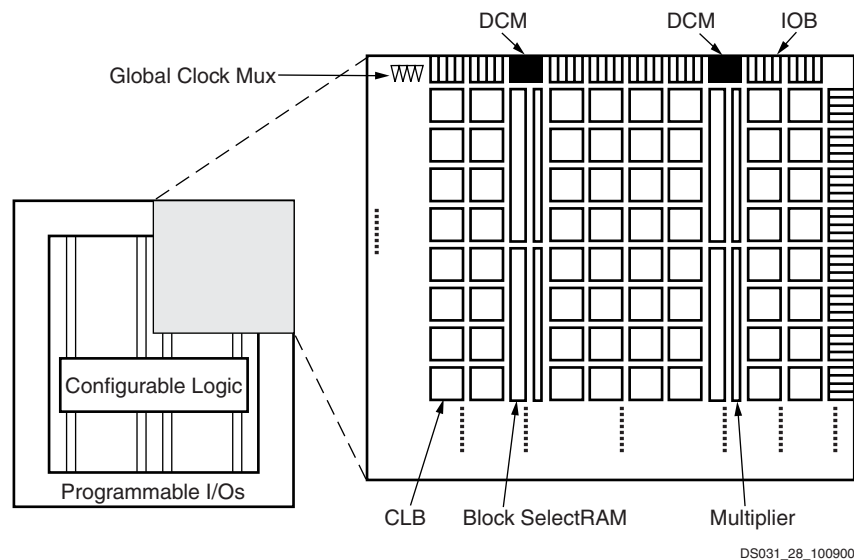 DCM
DCM
IOB
Global Clock Mux
Configurable Logic
Programmable I/Os
CLB
Block SelectRAM
Multiplier
DS031_28_100900